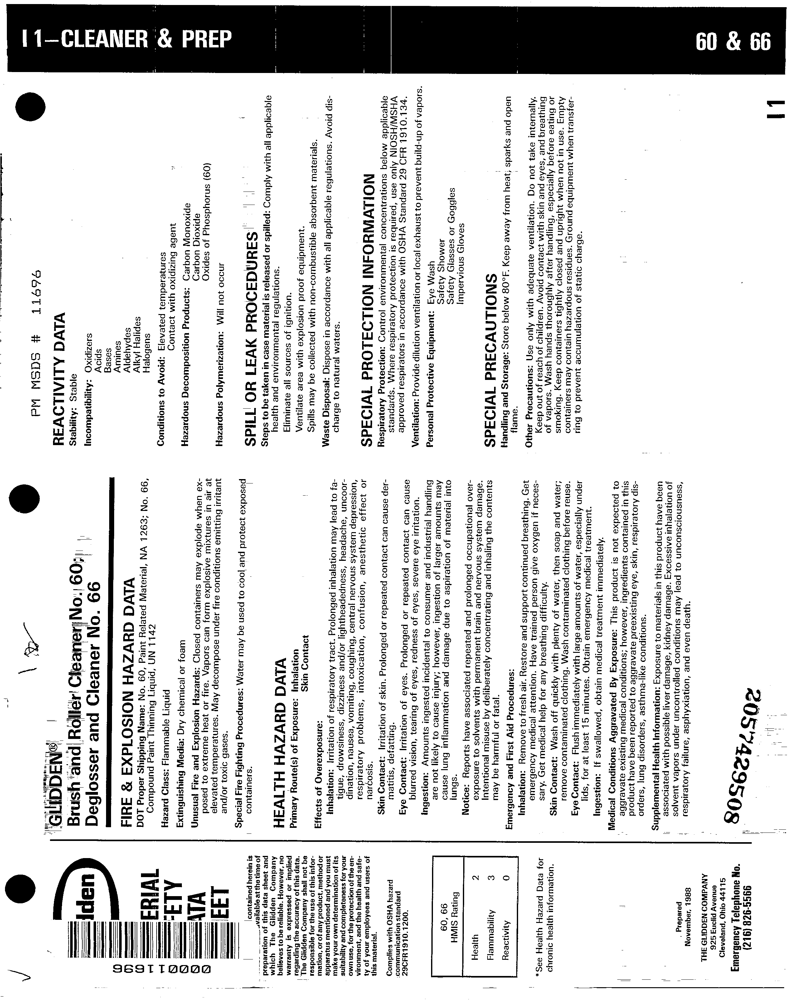 I1–CLEANER & PREP
60 & 66
I1
PM MSDS # 11696
GLIDDEN®
Brush and Roller Cleaner No. 60;
Deglosser and Cleaner No. 66
FIRE & EXPLOSION HAZARD DATA
DOT Proper Shipping Name: No. 60, Paint Related Material, NA 1263; No. 66,
Compound Paint Thinning Liquid, UN 1142
Hazard Class: Flammable Liquid
Extinguishing Media: Dry chemical or foam
Unusual Fire and Explosion Hazards: Closed containers may explode when ex-
posed to extreme heat or fire. Vapors can form explosive mixtures in air at
elevated temperatures. May decompose under fire conditions emitting irritant
and/or toxic gases.
Special Fire Fighting Procedures: Water may be used to cool and protect exposed
containers.
HEALTH HAZARD DATA
Primary Route(s) of Exposure: Inhalation
Skin Contact
Effects of Overexposure:
Inhalation: Irritation of respiratory tract. Prolonged inhalation may lead to fa-
tigue, drowsiness, dizziness and/or lightheadedness, headache, uncoor-
dination, nausea, vomiting, coughing, central nervous system depression,
respiratory problems, intoxication, confusion, anesthetic effect or
narcosis.
Skin Contact: Irritation of skin. Prolonged or repeated contact can cause der-
matitis, defatting.
Eye Contact: Irritation of eyes. Prolonged or repeated contact can cause
blurred vision, tearing of eyes, redness of eyes, severe eye irritation.
Ingestion: Amounts ingested incidental to consumer and industrial handling
are not likely to cause injury; however, ingestion of larger amounts may
cause lung inflammation and damage due to aspiration of material into
lungs.
Notice: Reports have associated repeated and prolonged occupational over-
exposure to solvents with permanent brain and nervous system damage.
Intentional misuse by deliberately concentrating and inhaling the contents
may be harmful or fatal.
Emergency and First Aid Procedures:
Inhalation: Remove to fresh air. Restore and support continued breathing. Get
emergency medical attention. Have trained person give oxygen if neces-
sary. Get medical help for any breathing difficulty.
Skin Contact: Wash off quickly with plenty of water, then soap and water;
remove contaminated clothing. Wash contaminated clothing before reuse.
Eye Contact: Flush immediately with large amounts of water, especially under
lids, for at least 15 minutes. Obtain emergency medical treatment.
Ingestion: If swallowed, obtain medical treatment immediately.
Medical Conditions Aggravated By Exposure: This product is not expected to
aggravate existing medical conditions; however, ingredients contained in this
product have been reported to aggravate preexisting eye, skin, respiratory dis-
orders, lung disorders, asthma-like conditions.
Supplemental Health Information: Exposure to materials in this product have been
associated with possible liver damage, kidney damage. Excessive inhalation of
solvent vapors under uncontrolled conditions may lead to unconsciousness,
respiratory failure, asphyxiation, and even death.
2057429508
REACTIVITY DATA
Stability: Stable
Incompatibility: Oxidizers
Acids
Bases
Amines
Aldehydes
Alkyl Halides
Halogens
Conditions to Avoid: Elevated temperatures
Contact with oxidizing agent
Hazardous Decomposition Products: Carbon Monoxide
Carbon Dioxide
Oxides of Phosphorus (60)
Hazardous Polymerization: Will not occur
SPILL OR LEAK PROCEDURES
Steps to be taken in case material is released or spilled: Comply with all applicable
health and environmental regulations.
Eliminate all sources of ignition.
Ventilate area with explosion proof equipment.
Spills may be collected with non-combustible absorbent materials.
Waste Disposal: Dispose in accordance with all applicable regulations. Avoid dis-
charge to natural waters.
SPECIAL PROTECTION INFORMATION
Respiratory Protection: Control environmental concentrations below applicable
standards. Where respiratory protection is required, use only NIOSH/MSHA
approved respirators in accordance with OSHA Standard 29 CFR 1910.134.
Ventilation: Provide dilution ventilation or local exhaust to prevent build-up of vapors.
Personal Protective Equipment: Eye Wash
Safety Shower
Safety Glasses or Goggles
Impervious Gloves
SPECIAL PRECAUTIONS
Handling and Storage: Store below 80°F. Keep away from heat, sparks and open
flame.
Other Precautions: Use only with adequate ventilation. Do not take internally.
Keep out of reach of children. Avoid contact with skin and eyes, and breathing
of vapors. Wash hands thoroughly after handling, especially before eating or
smoking. Keep containers tightly closed and upright when not in use. Empty
containers may contain hazardous residues. Ground equipment when transfer-
ring to prevent accumulation of static charge.
dden
ERIAL
ETY
ATA
EET
0000011696
contained herein is
available at the time of
preparation of this data sheet and
which The Glidden Company
believes to be reliable. However, no
warranty is expressed or implied
regarding the accuracy of this data.
The Glidden Company shall not be
responsible for the use of this infor-
mation, or of any product, method or
apparatus mentioned and you must
make your own determination of its
suitability and completeness for your
own use, for the protection of the en-
vironment, and the health and safe-
ty of your employees and users of
this material.
Complies with OSHA hazard
communication standard
29CFR1910.1200.
60, 66
HMIS Rating
Health 2
Flammability 3
Reactivity 0
*See Health Hazard Data for
chronic health information.
Prepared
November, 1988
THE GLIDDEN COMPANY
925 Euclid Avenue
Cleveland, Ohio 44115
Emergency Telephone No.
(216) 826-5566